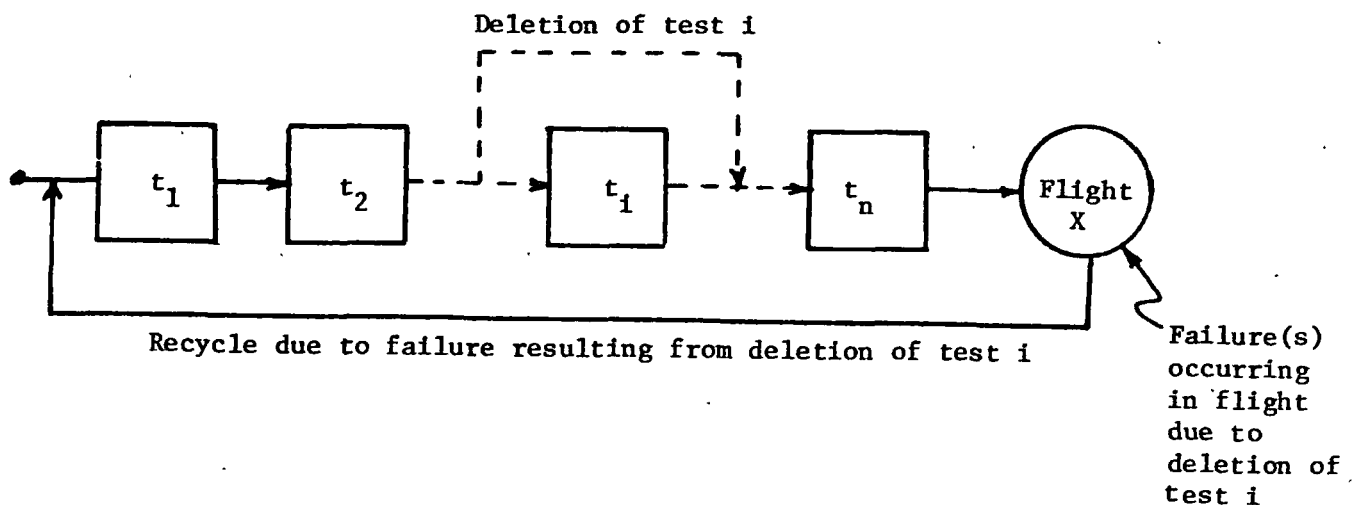 Deletion of test i
t1
t2
ti
tn
Flight
X
Recycle due to failure resulting from deletion of test i
Failure(s)
occurring
in flight
due to
deletion of
test i